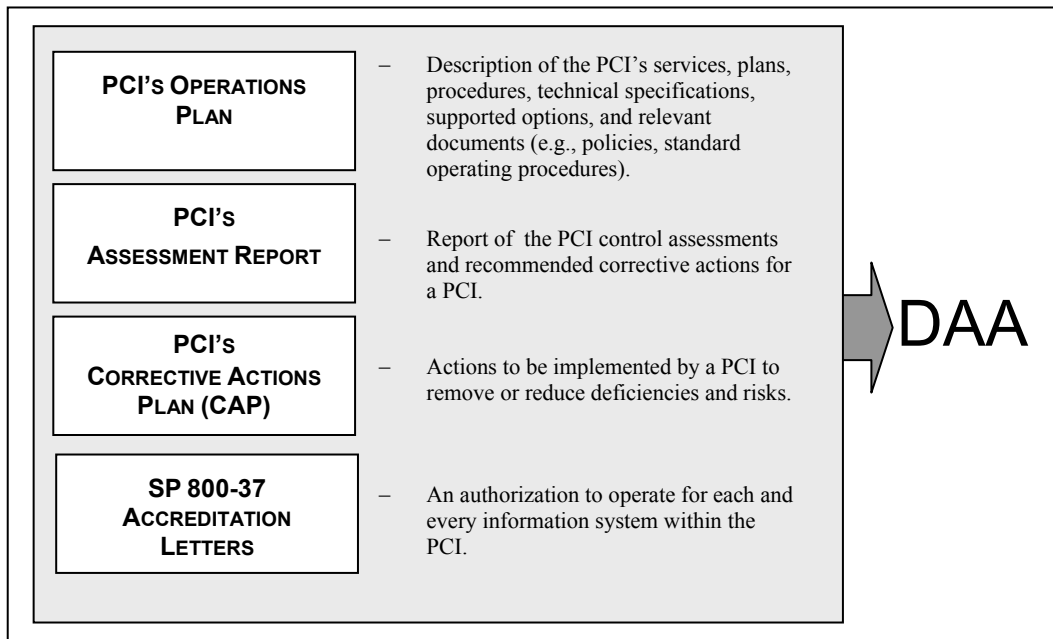 PCI's OPERATIONS
PLAN
– Description of the PCI's services, plans,
procedures, technical specifications,
supported options, and relevant
documents (e.g., policies, standard
operating procedures).
PCI'S
ASSESSMENT REPORT
– Report of the PCI control assessments
and recommended corrective actions for
a PCI.
PCI'S
CORRECTIVE ACTIONS
PLAN (CAP)
– Actions to be implemented by a PCI to
remove or reduce deficiencies and risks.
SP 800-37
ACCREDITATION
LETTERS
– An authorization to operate for each and
every information system within the
PCI.
DAA